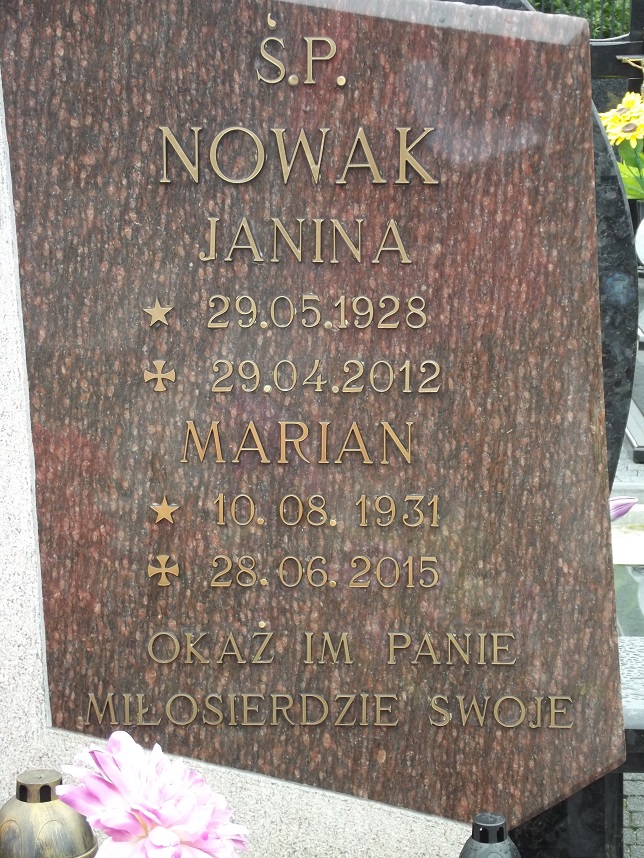 Ś.P.
NOWAK
JANINA
29.05.1928
29.04.2012
MARIAN
10.08.1931
28.06.2015
OKAŻ IM PANIE
MIŁOSIERDZIE SWOJE